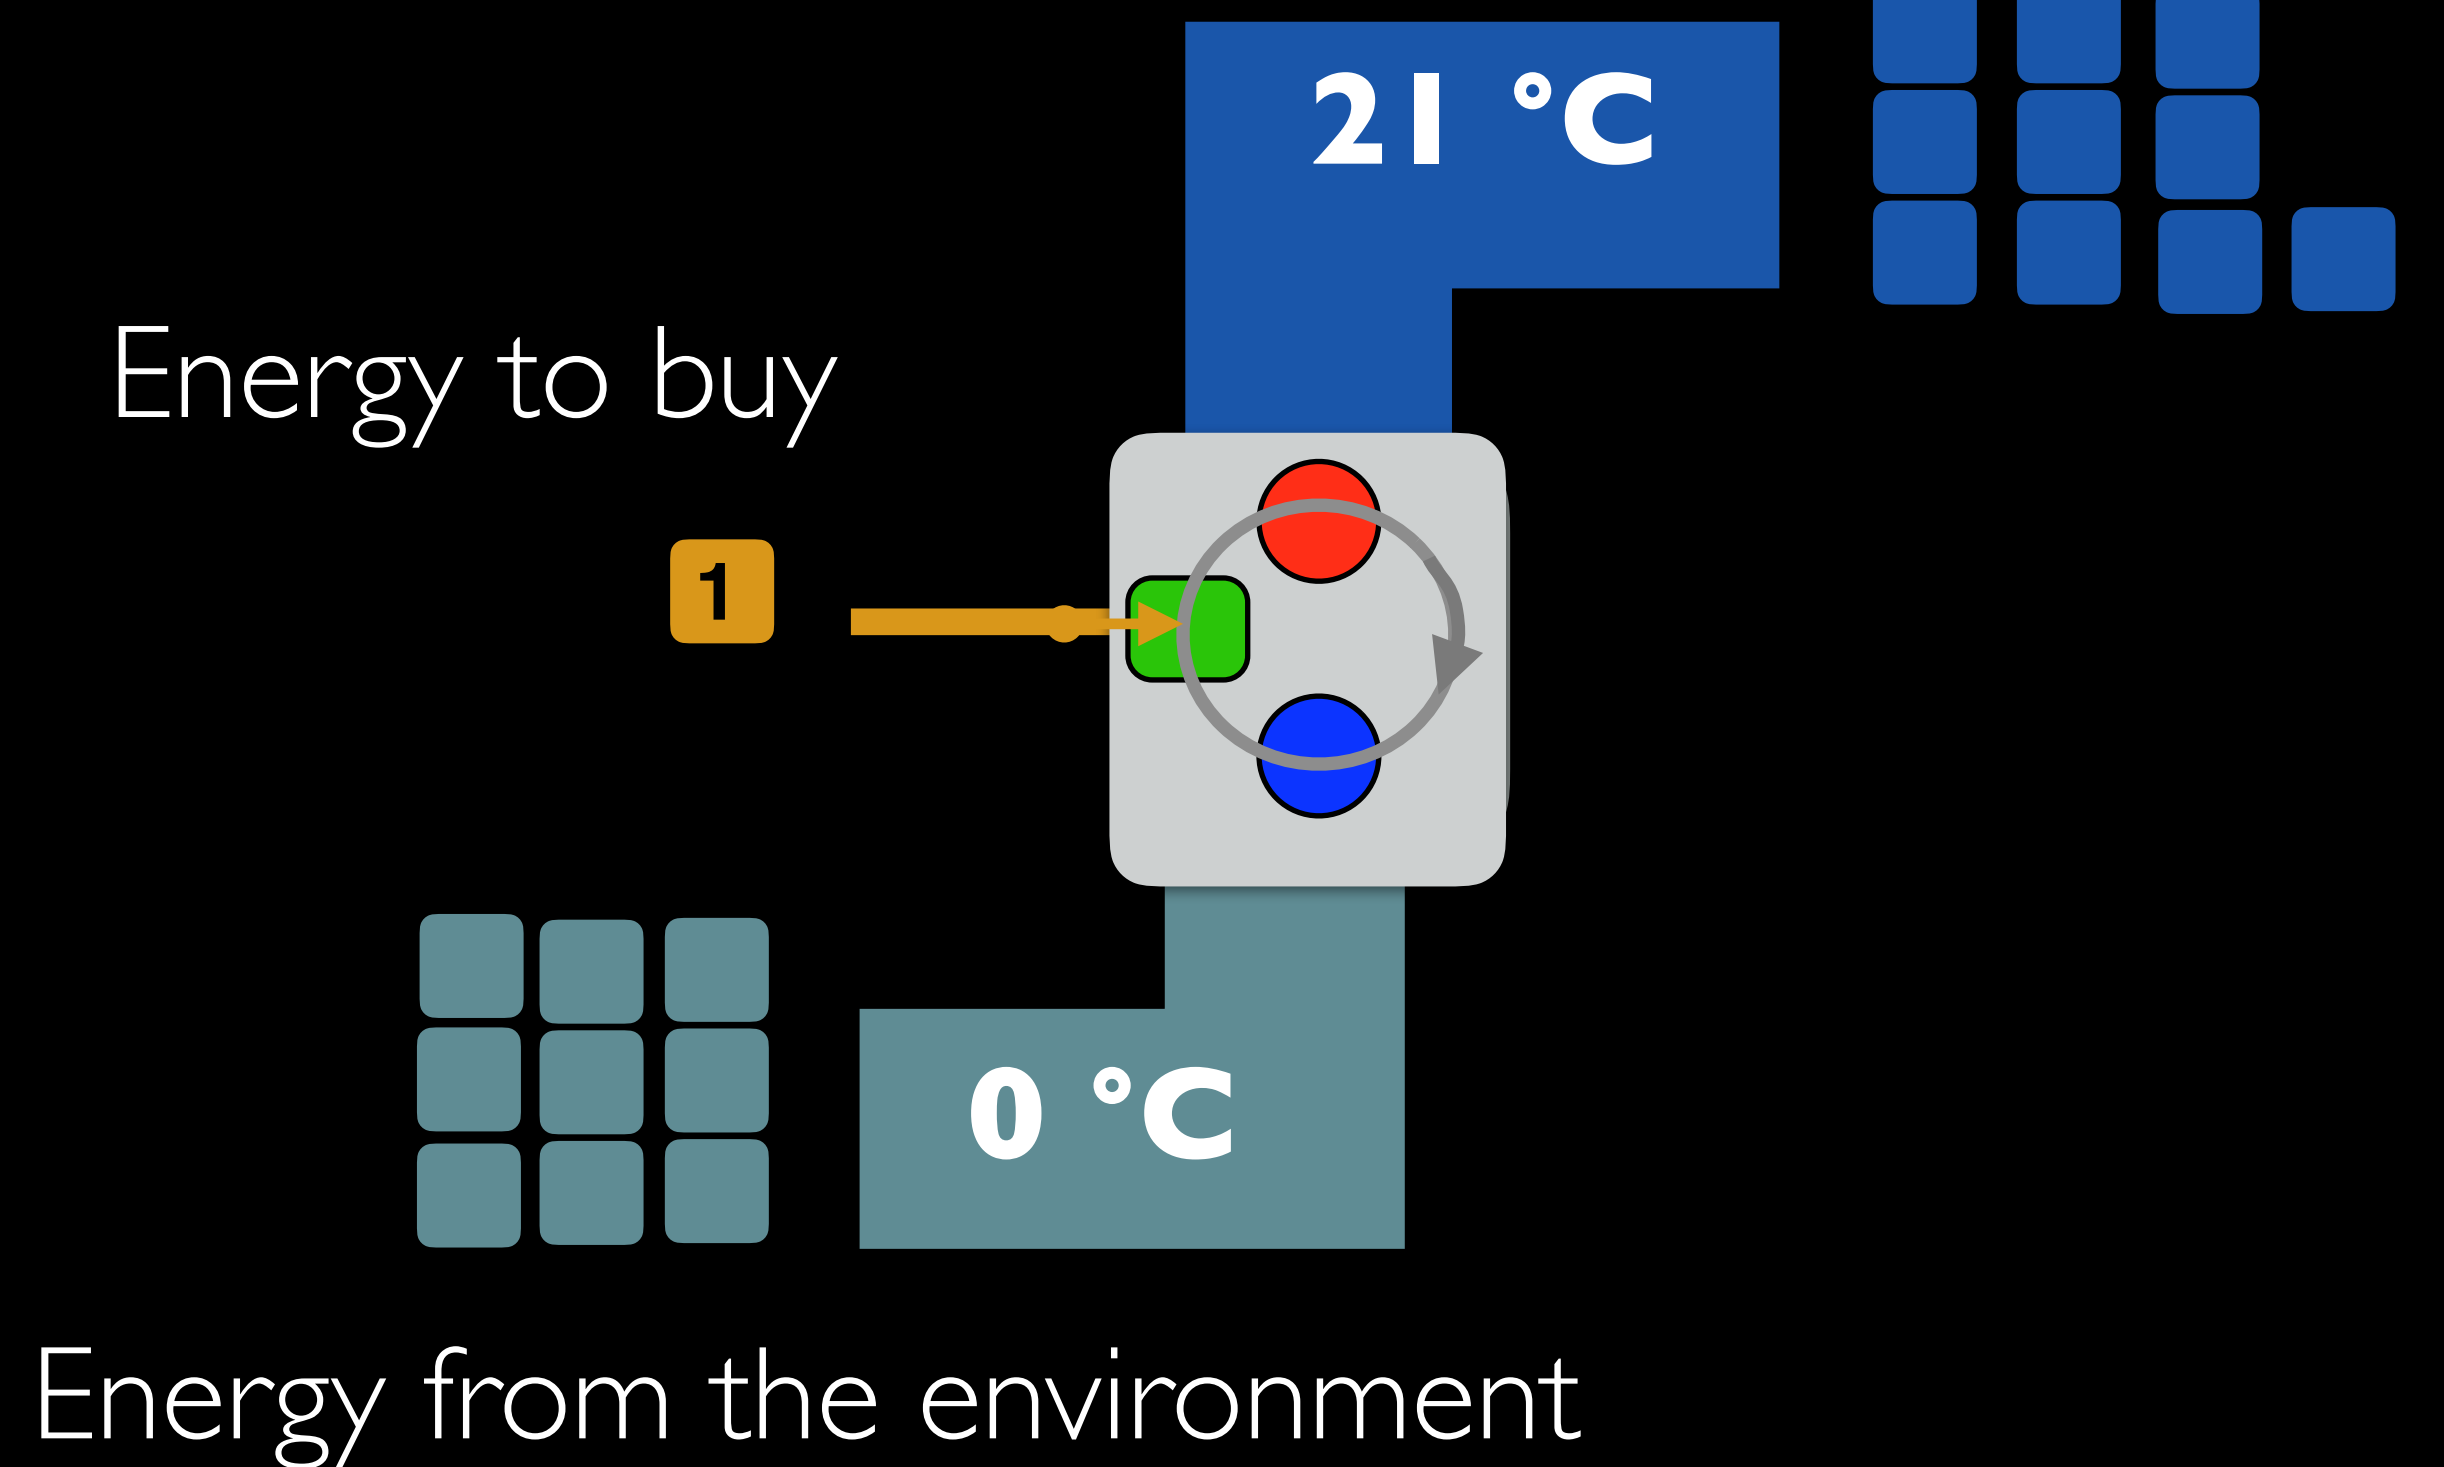 21 °C
Energy to buy
1
0 °C
Energy from the environment